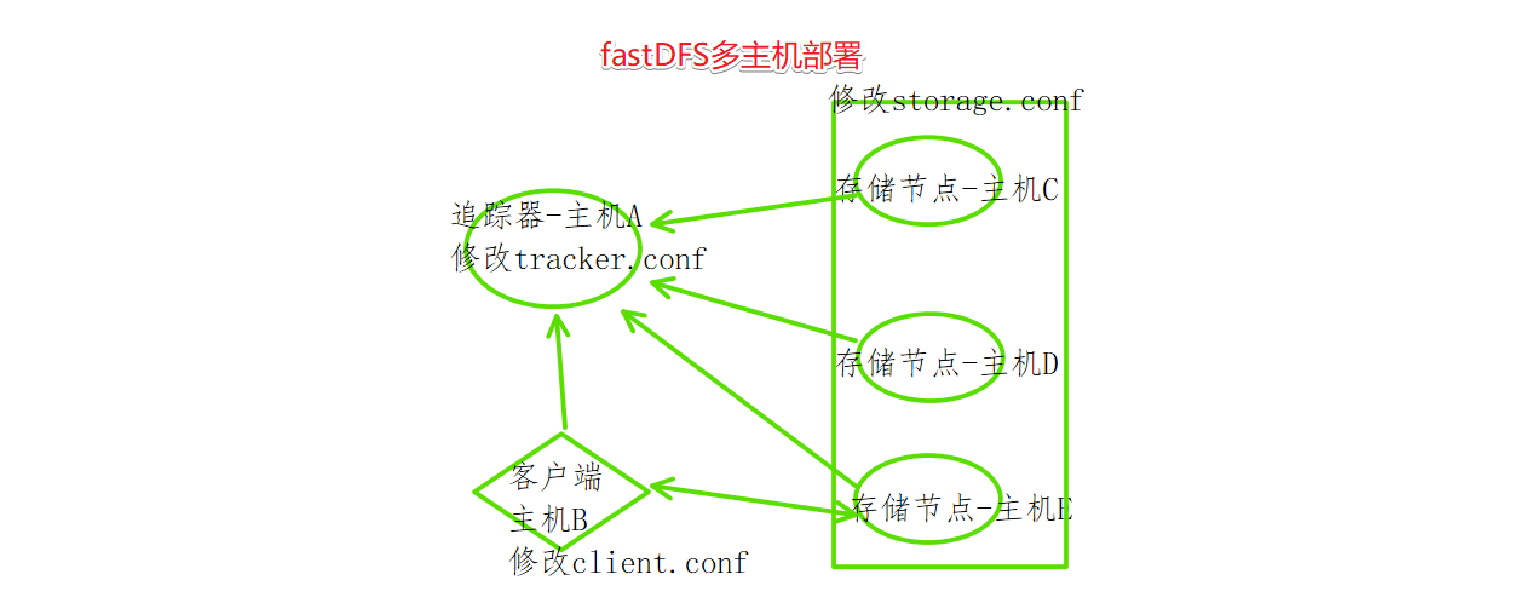 fastDFS多主机部署
修改storage.conf
存储节点-主机C
追踪器-主机A
修改tracker.conf
存储节点-主机D
客户端
主机B
修改client.conf
存储节点-主机E